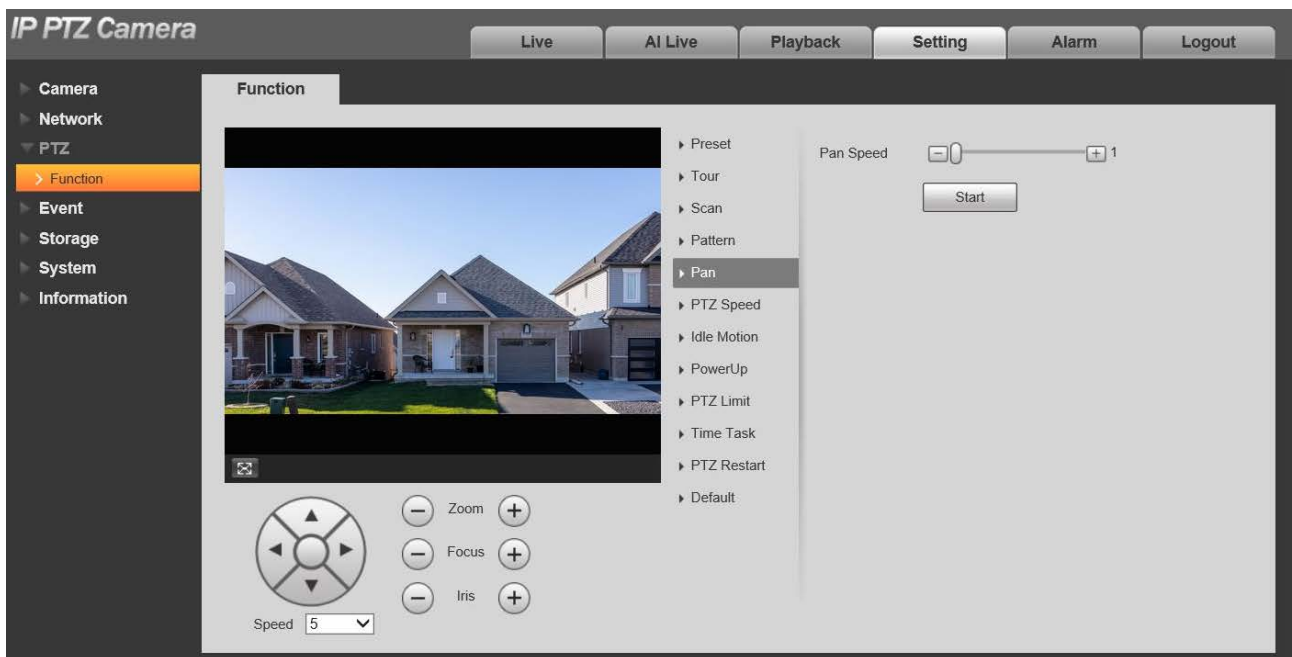 IP PTZ Camera
Live
AI Live
Playback
Setting
Alarm
Logout
Camera
Network
PTZ
Function
Event
Storage
System
Information
Function
Preset
Tour
Scan
Pattern
Pan
PTZ Speed
Idle Motion
PowerUp
PTZ Limit
Time Task
PTZ Restart
Default
Pan Speed 1
Start
Zoom
Focus
Iris
Speed 5